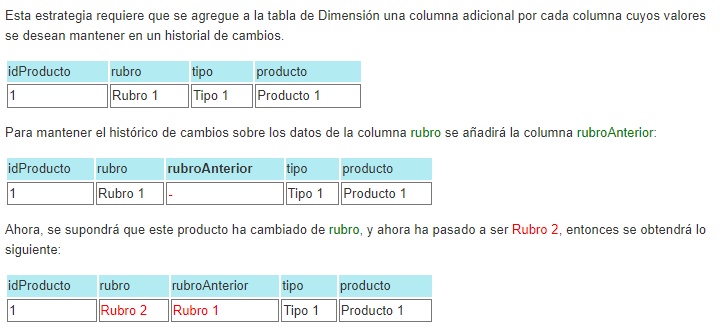 Esta estrategia requiere que se agregue a la tabla de Dimensión una columna adicional por cada columna cuyos valores
se desean mantener en un historial de cambios.
idProducto rubro tipo producto
1 Rubro 1 Tipo 1 Producto 1
Para mantener el histórico de cambios sobre los datos de la columna rubro se añadirá la columna rubroAnterior:
idProducto rubro rubroAnterior tipo producto
1 Rubro 1 - Tipo 1 Producto 1
Ahora, se supondrá que este producto ha cambiado de rubro, y ahora ha pasado a ser Rubro 2, entonces se obtendrá lo
siguiente:
idProducto rubro rubroAnterior tipo producto
1 Rubro 2 Rubro 1 Tipo 1 Producto 1